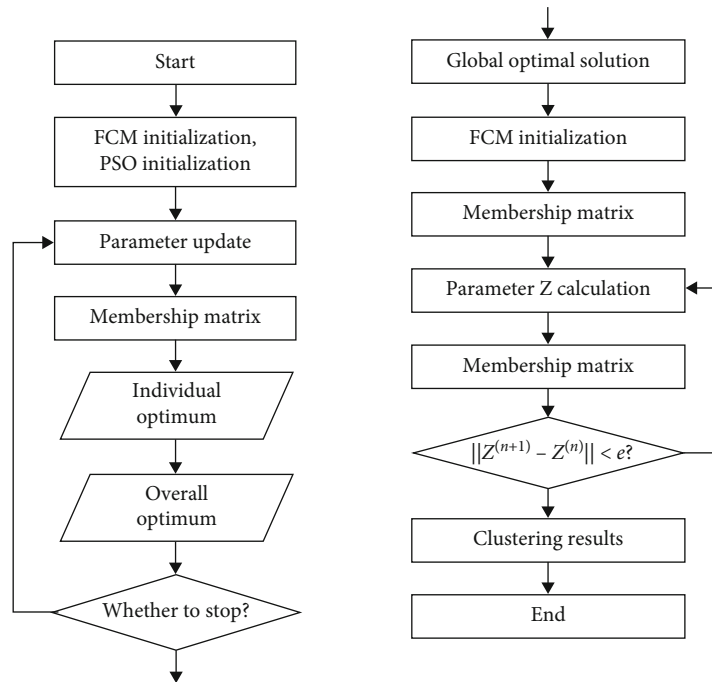 Start
FCM initialization,
PSO initialization
Parameter update
Membership matrix
Individual
optimum
Overall
optimum
Whether to stop?
Global optimal solution
FCM initialization
Membership matrix
Parameter Z calculation
Membership matrix
||Z^(n+1) – Z^(n)|| < e?
Clustering results
End